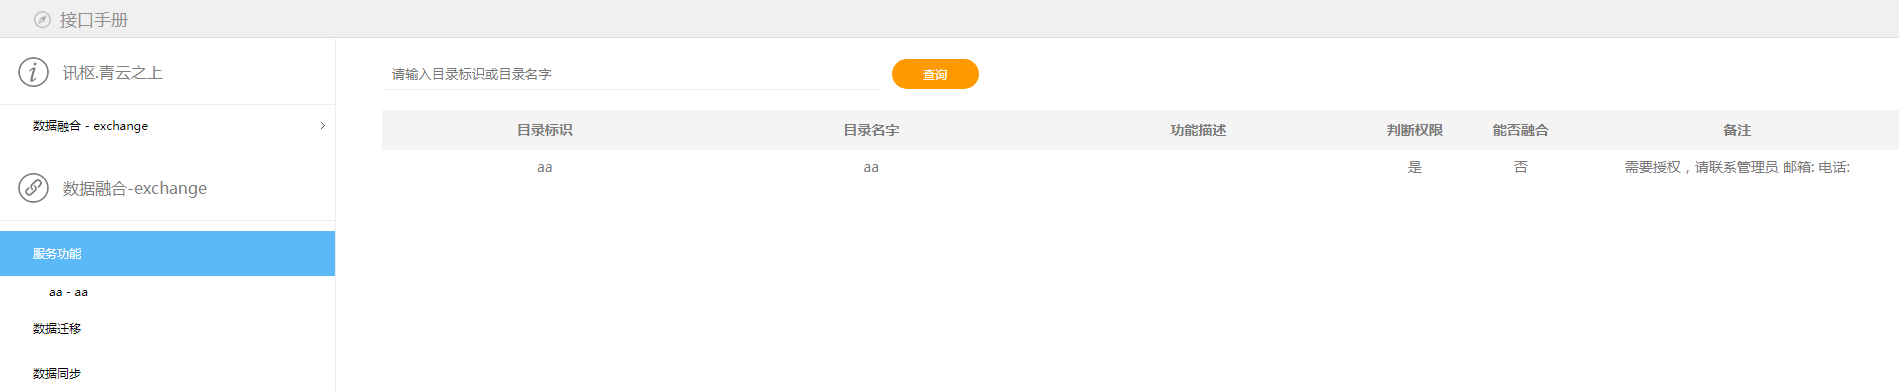 接口手册
讯枢.青云之上
数据融合 - exchange
数据融合-exchange
服务功能
aa - aa
数据迁移
数据同步
请输入目录标识或目录名字 查询
目录标识 目录名字 功能描述 判断权限 能否融合 备注
aa aa 是 否 需要授权，请联系管理员 邮箱: 电话: